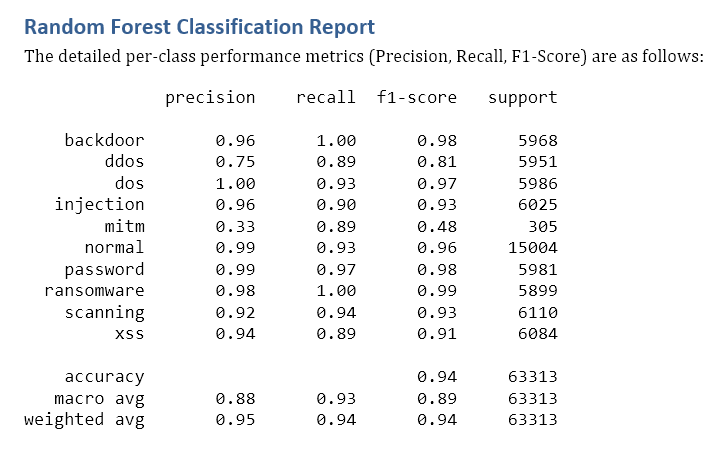 Random Forest Classification Report
The detailed per-class performance metrics (Precision, Recall, F1-Score) are as follows:
precision recall f1-score support
backdoor 0.96 1.00 0.98 5968
ddos 0.75 0.89 0.81 5951
dos 1.00 0.93 0.97 5986
injection 0.96 0.90 0.93 6025
mitm 0.33 0.89 0.48 305
normal 0.99 0.93 0.96 15004
password 0.99 0.97 0.98 5981
ransomware 0.98 1.00 0.99 5899
scanning 0.92 0.94 0.93 6110
xss 0.94 0.89 0.91 6084
accuracy 0.94 63313
macro avg 0.88 0.93 0.89 63313
weighted avg 0.95 0.94 0.94 63313